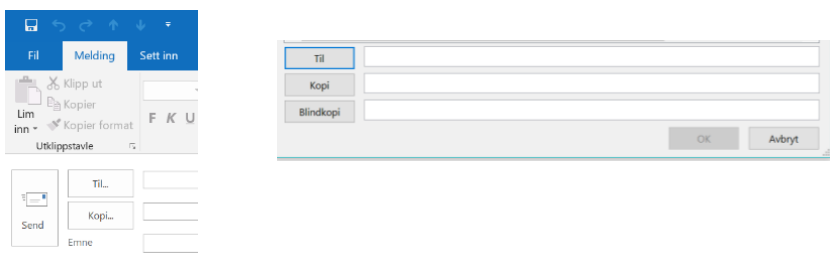 Fil Melding Sett inn
Klipp ut
Kopier
Lim inn
Kopier format
F K U
Utklippstavle
Til...
Kopi...
Send
Emne
Til
Kopi
Blindkopi
OK Avbryt